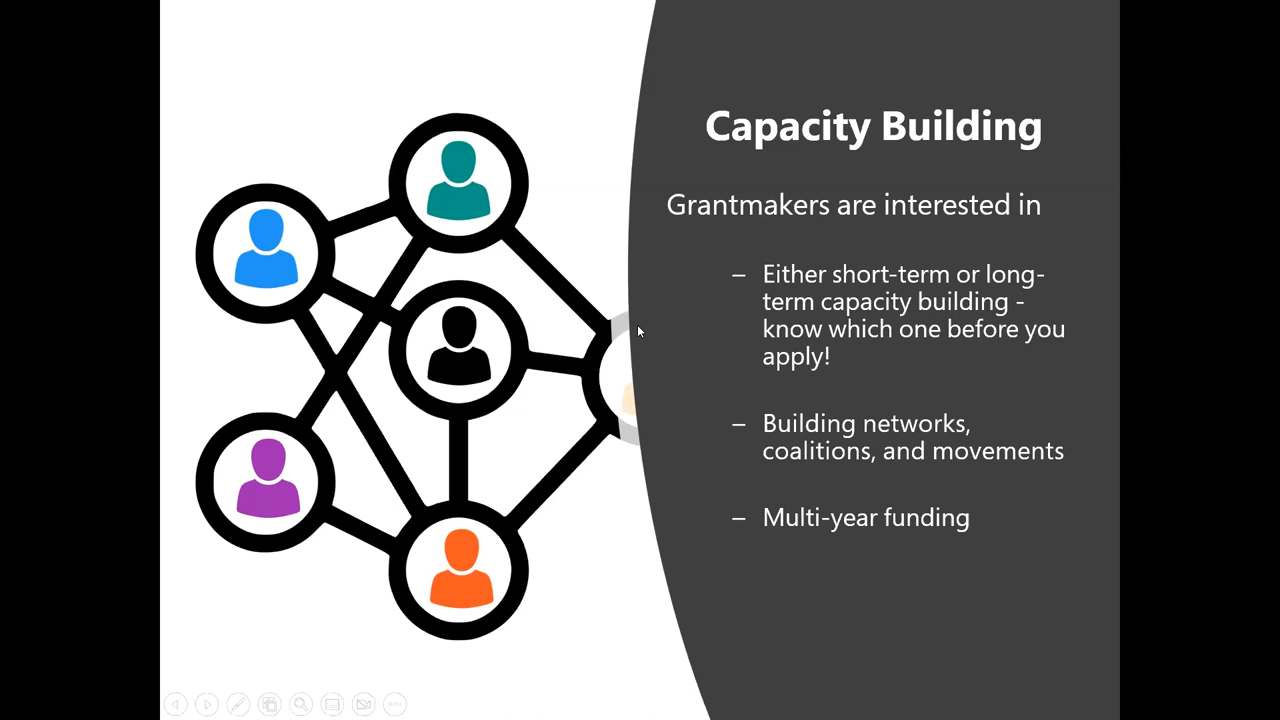 Capacity Building
Grantmakers are interested in
– Either short-term or long-
term capacity building -
know which one before you
apply!
– Building networks,
coalitions, and movements
– Multi-year funding